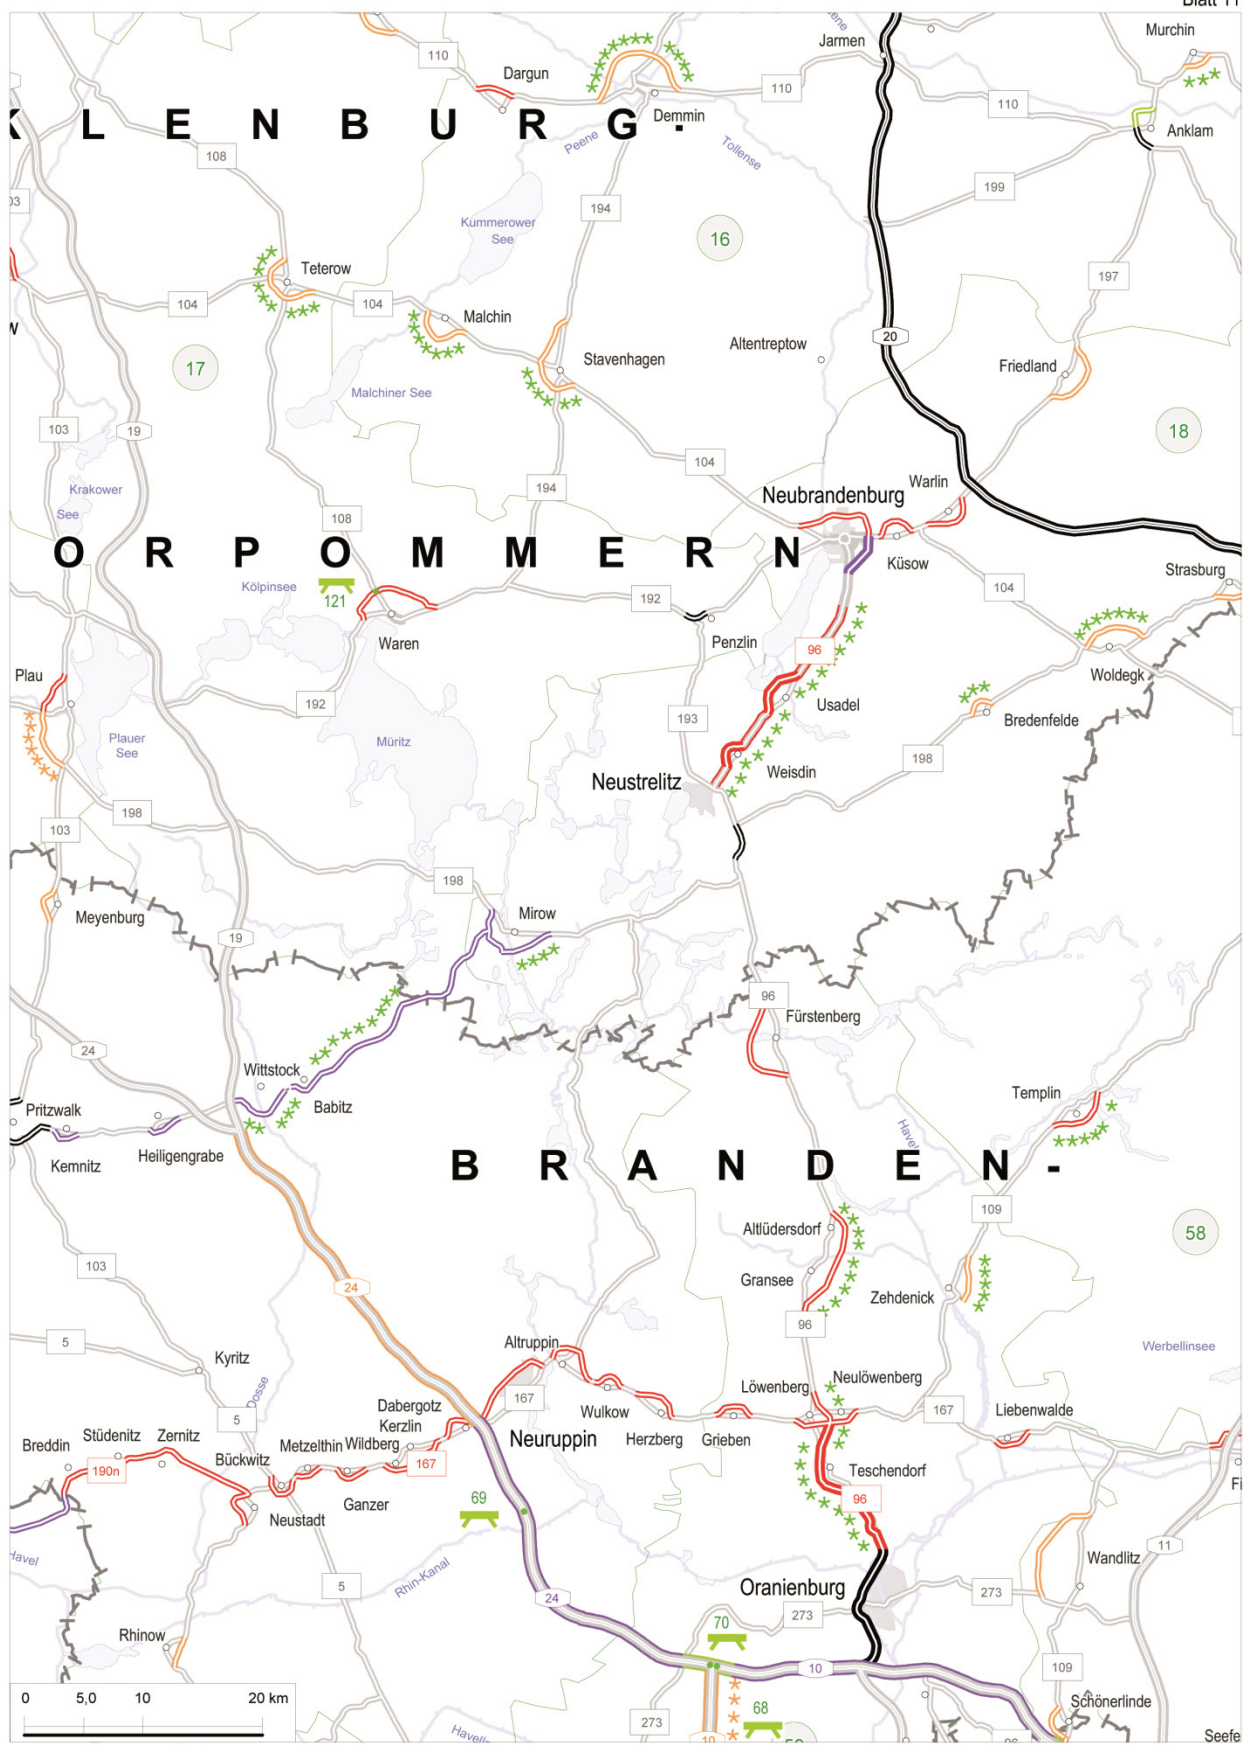 Blatt 11
Murchin
Jarmen
110
Dargun
110
110
Demmin
K L E N B U R G -
Anklam
Peene
Tollense
108
199
03
194
Kummerower
See
16
Teterow
197
104
104
Malchin
20
Altentreptow
Stavenhagen
Friedland
17
Malchiner See
103
19
18
104
Neubrandenburg
Warlin
Krakower
See
194
108
O R P O M M E R N
Küsow
Strasburg
Kölpinsee
121
192
104
Waren
Penzlin
96
Woldegk
Plau
192
193
Usadel
Bredenfelde
Plauer
See
Müritz
198
Weisdin
Neustrelitz
198
103
198
Mirow
Meyenburg
19
96
Fürstenberg
24
Wittstock
Templin
Babitz
Pritzwalk
Havel
Heiligengrabe
Kemnitz
B R A N D E N -
109
Altlüdersdorf
58
103
Gransee
24
Zehdenick
96
5
Altruppin
Werbellinsee
Kyritz
Löwenberg
Neulöwenberg
Dosse
167
Dabergotz
Wulkow
167
Liebenwalde
5
Kerzlin
Stüdenitz
Zernitz
Neuruppin
Herzberg
Grieben
Breddin
Metzelthin
Wildberg
Bückwitz
190n
167
Teschendorf
Fi
69
96
Ganzer
Neustadt
Havel
Wandlitz
11
Rhin-Kanal
5
24
Oranienburg
273
273
70
Rhinow
10
109
0
5,0
10
20 km
68
Schönerlinde
273
10
96
Seefe